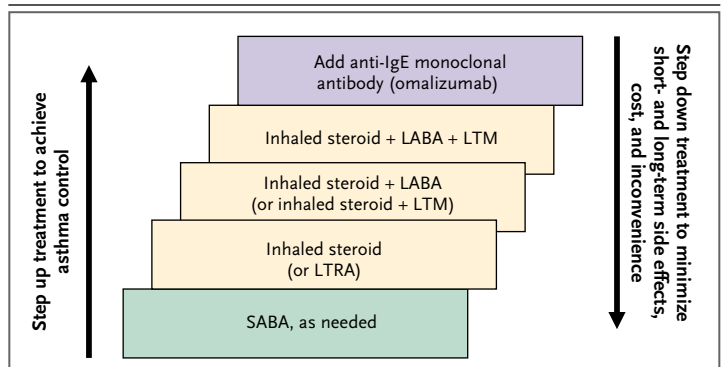 Step up treatment to achieve
asthma control
Add anti-IgE monoclonal
antibody (omalizumab)
Inhaled steroid + LABA + LTM
Inhaled steroid + LABA
(or inhaled steroid + LTM)
Inhaled steroid
(or LTRA)
SABA, as needed
Step down treatment to minimize
short- and long-term side effects,
cost, and inconvenience